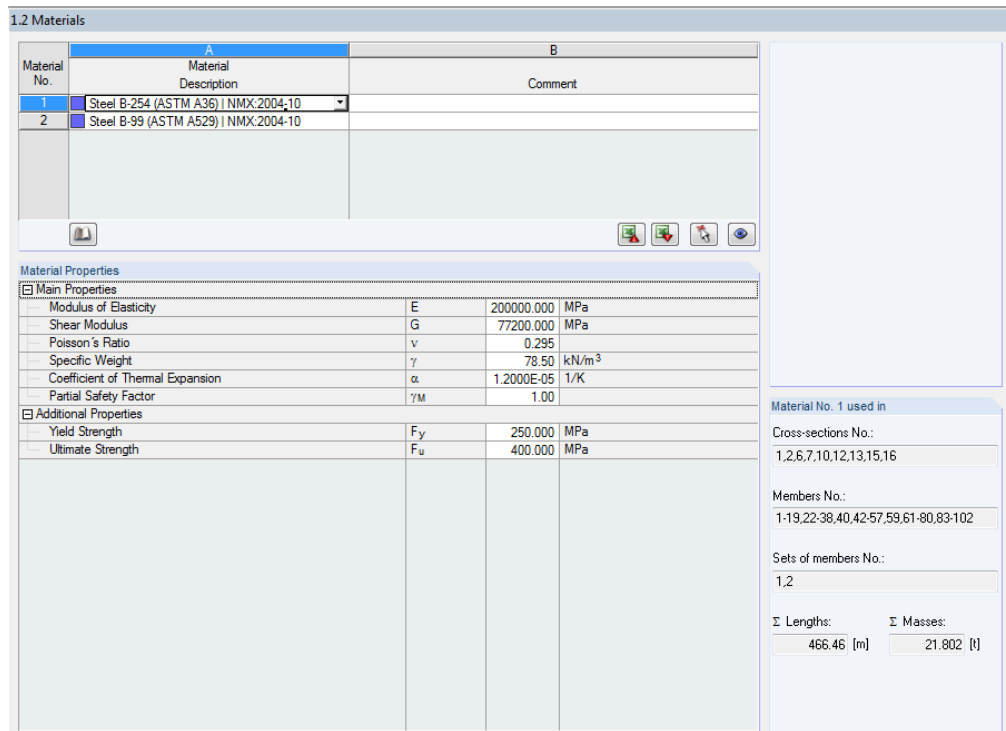 1.2 Materials
A B
Material Material
No. Description Comment
1 Steel B-254 (ASTM A36) | NMX:2004-10
2 Steel B-99 (ASTM A529) | NMX:2004-10
Material Properties
Main Properties
Modulus of Elasticity E 200000.000 MPa
Shear Modulus G 77200.000 MPa
Poisson´s Ratio ν 0.295
Specific Weight γ 78.50 kN/m³
Coefficient of Thermal Expansion α 1.2000E-05 1/K
Partial Safety Factor γM 1.00
Additional Properties
Yield Strength Fy 250.000 MPa
Ultimate Strength Fu 400.000 MPa
Material No. 1 used in
Cross-sections No.:
1,2,6,7,10,12,13,15,16
Members No.:
1-19,22-38,40,42-57,59,61-80,83-102
Sets of members No.:
1,2
Σ Lengths: Σ Masses:
466.46 [m] 21.802 [t]